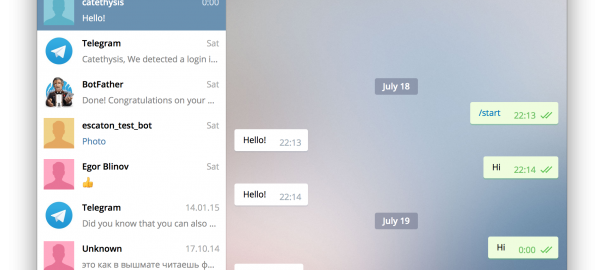 catethysis 0:00
Hello!
Telegram Sat
Catethysis, We detected a login i...
BotFather Sat
Done! Congratulations on your ...
escaton_test_bot Sat
Photo
Egor Blinov Sat
👍
Telegram 14.01.15
Did you know that you can also ...
Unknown 17.10.14
это как в вышмате читаешь ф...
July 18
/start 22:13
Hello! 22:13
Hi 22:14
Hello! 22:14
July 19
Hi 0:00